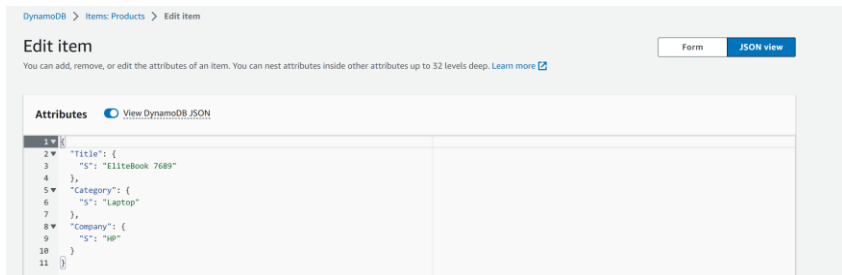 DynamoDB > Items: Products > Edit item
Edit item
Form
JSON view
You can add, remove, or edit the attributes of an item. You can nest attributes inside other attributes up to 32 levels deep. Learn more
Attributes
View DynamoDB JSON
1 {
2 "Title": {
3 "S": "EliteBook 7689"
4 },
5 "Category": {
6 "S": "Laptop"
7 },
8 "Company": {
9 "S": "HP"
10 }
11 }